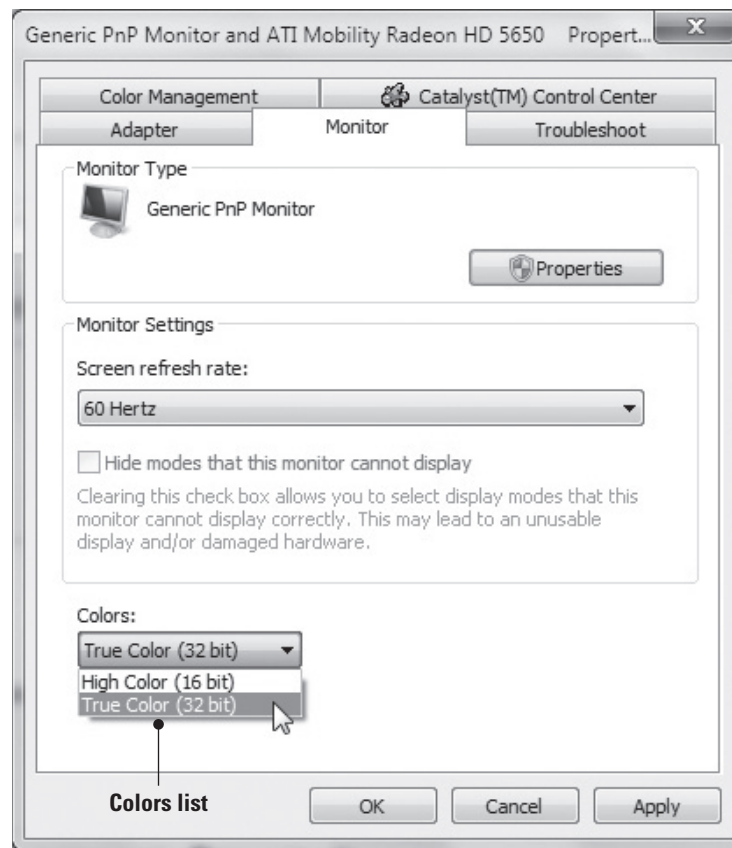 Generic PnP Monitor and ATI Mobility Radeon HD 5650 Propert...
Color Management
Catalyst(TM) Control Center
Adapter
Monitor
Troubleshoot
Monitor Type
Generic PnP Monitor
Properties
Monitor Settings
Screen refresh rate:
60 Hertz
Hide modes that this monitor cannot display
Clearing this check box allows you to select display modes that this
monitor cannot display correctly. This may lead to an unusable
display and/or damaged hardware.
Colors:
True Color (32 bit)
High Color (16 bit)
True Color (32 bit)
Colors list
OK
Cancel
Apply